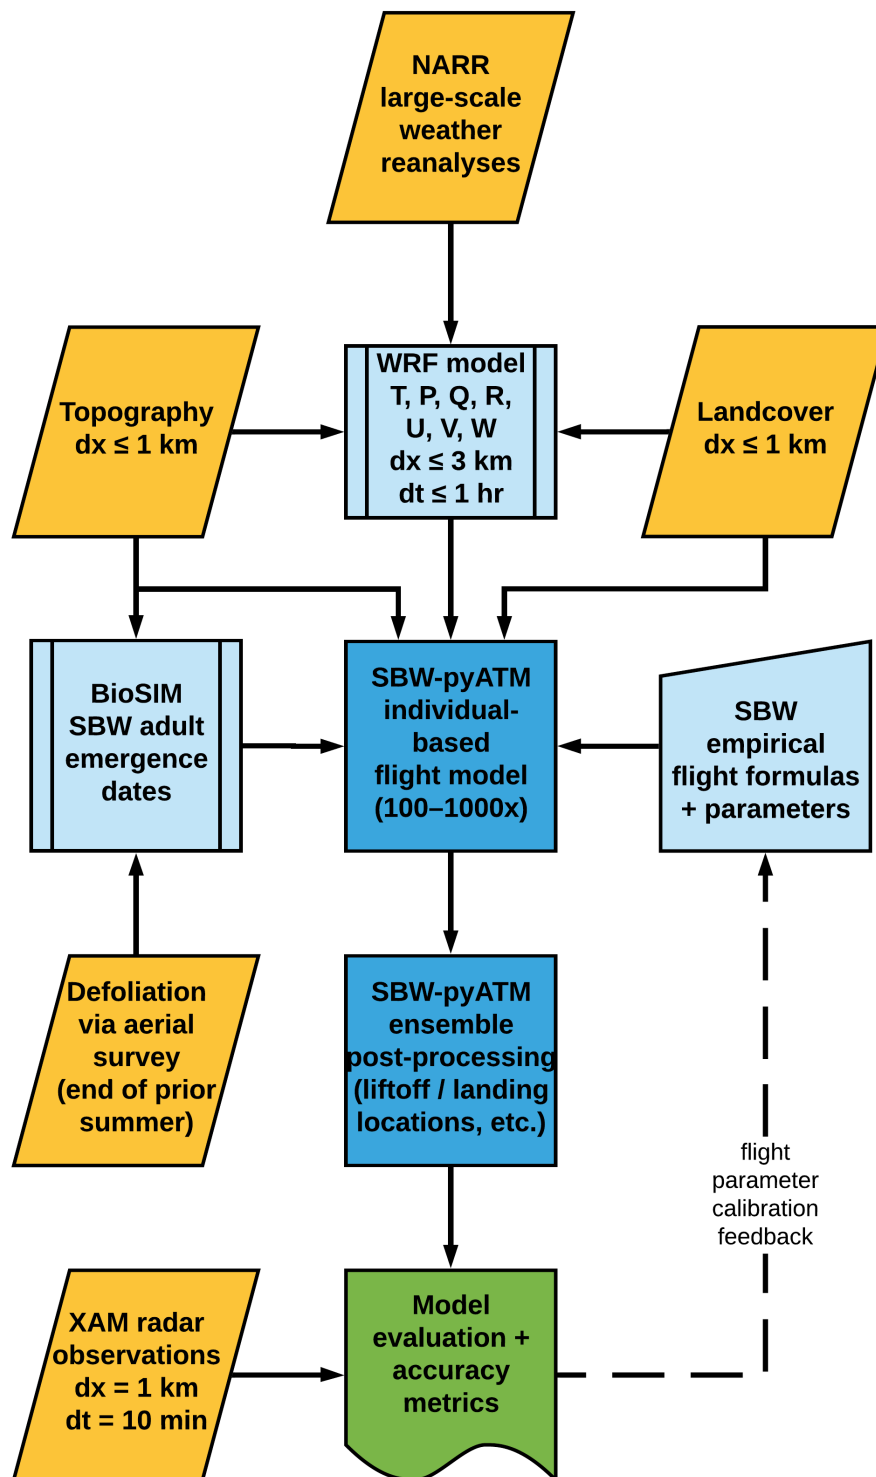 NARR
large-scale
weather
reanalyses
Topography
dx ≤ 1 km
WRF model
T, P, Q, R,
U, V, W
dx ≤ 3 km
dt ≤ 1 hr
Landcover
dx ≤ 1 km
BioSIM
SBW adult
emergence
dates
SBW-pyATM
individual-
based
flight model
(100–1000x)
SBW
empirical
flight formulas
+ parameters
Defoliation
via aerial
survey
(end of prior
summer)
SBW-pyATM
ensemble
post-processing
(liftoff / landing
locations, etc.)
flight
parameter
calibration
feedback
XAM radar
observations
dx = 1 km
dt = 10 min
Model
evaluation +
accuracy
metrics